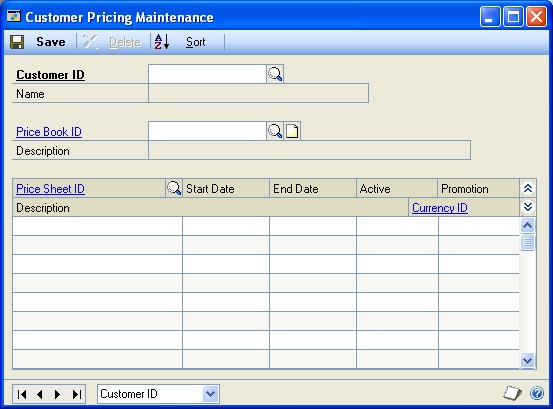 Customer Pricing Maintenance
Save Delete Sort
Customer ID
Name
Price Book ID
Description
Price Sheet ID Start Date End Date Active Promotion
Description Currency ID
Customer ID